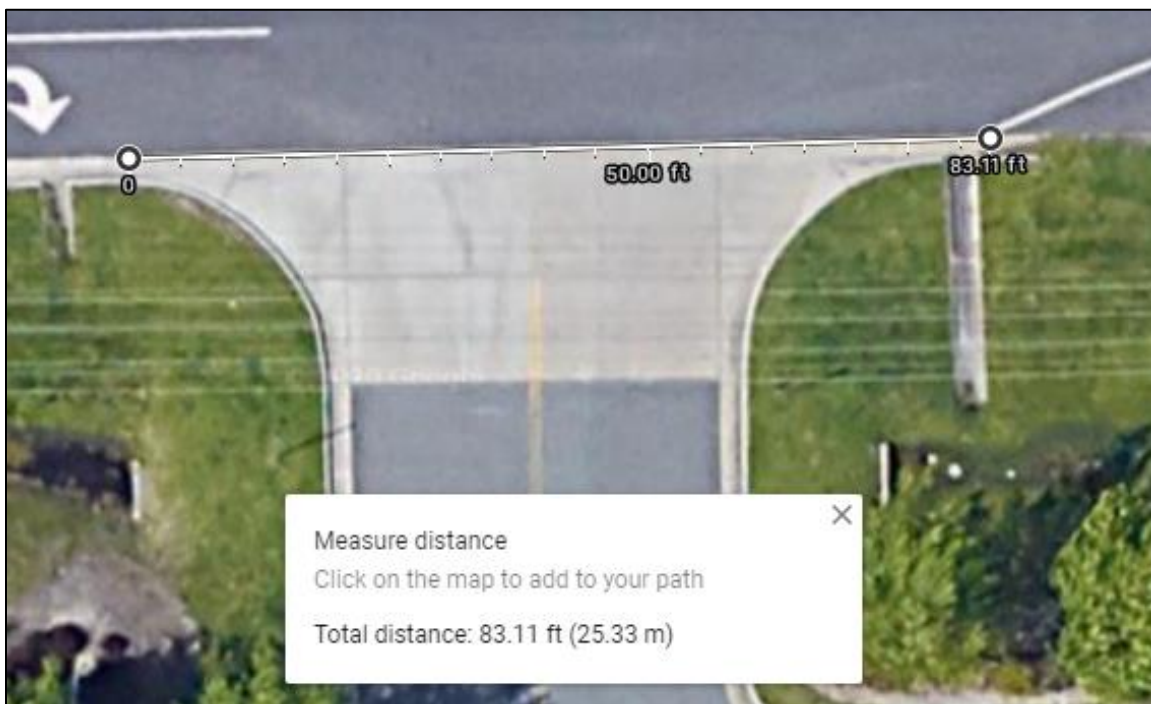 0
50.00 ft
83.11 ft
Measure distance
Click on the map to add to your path
Total distance: 83.11 ft (25.33 m)